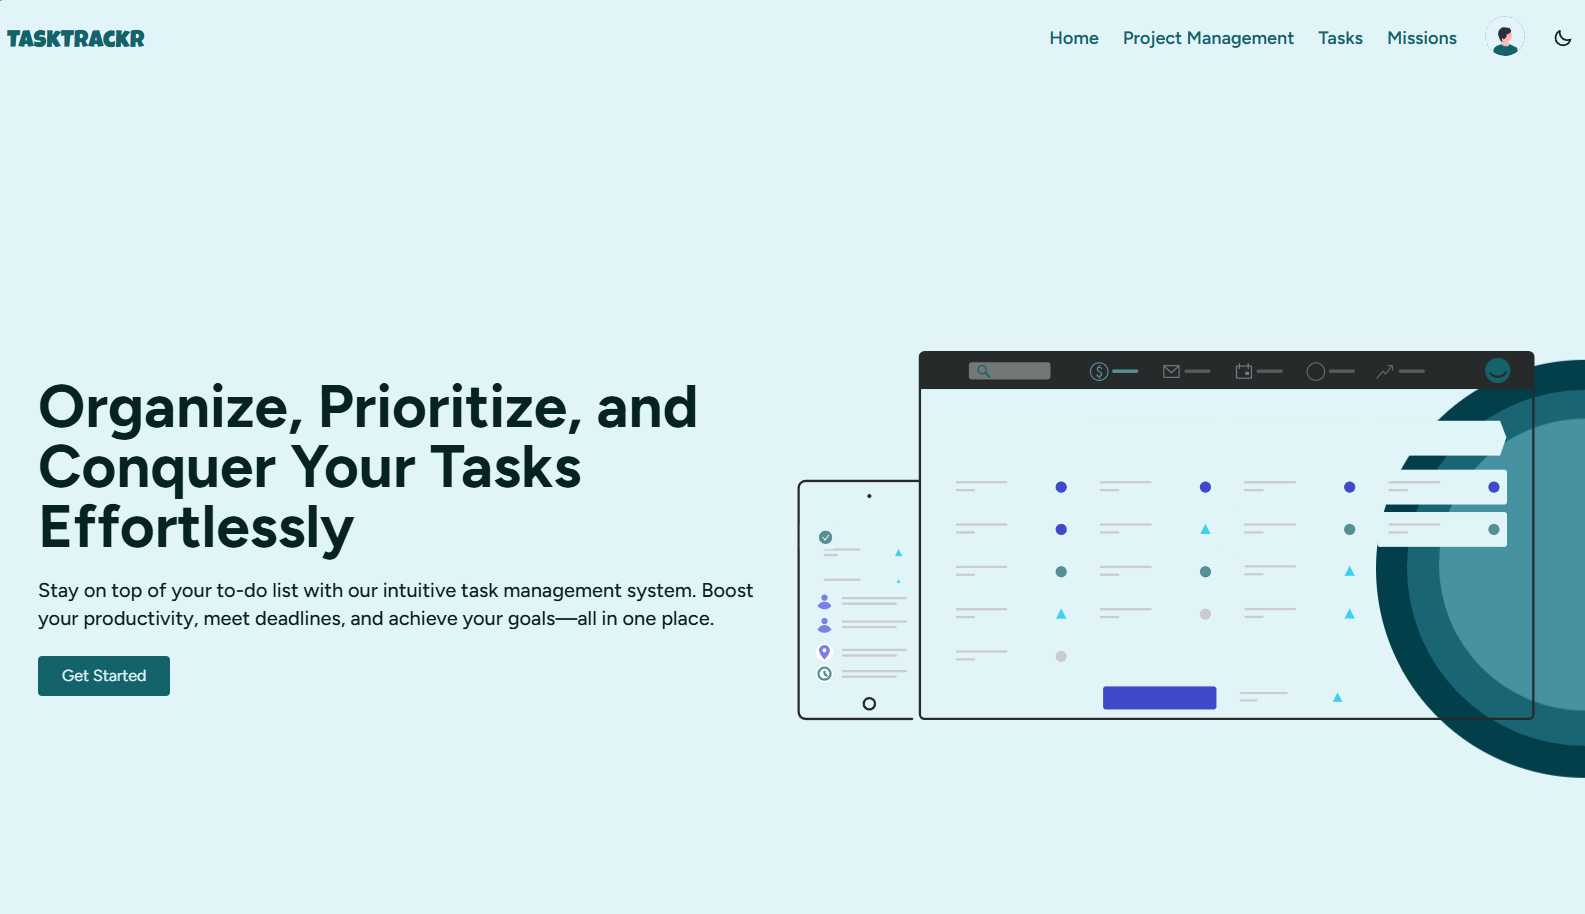 TASKTRACKR
Home Project Management Tasks Missions
Organize, Prioritize, and
Conquer Your Tasks
Effortlessly
Stay on top of your to-do list with our intuitive task management system. Boost
your productivity, meet deadlines, and achieve your goals—all in one place.
Get Started